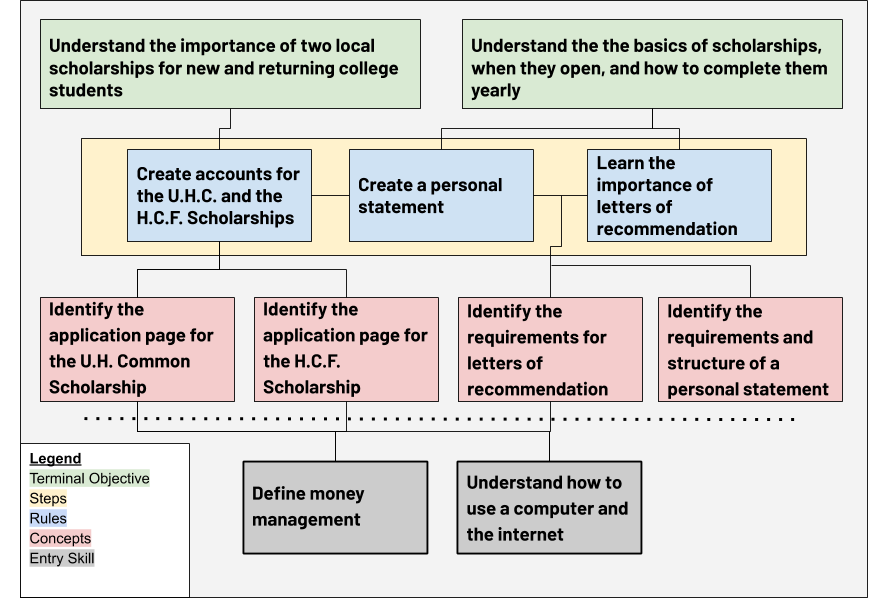 Understand the importance of two local
scholarships for new and returning college
students
Understand the the basics of scholarships,
when they open, and how to complete them
yearly
Create accounts for
the U.H.C. and the
H.C.F. Scholarships
Create a personal
statement
Learn the
importance of
letters of
recommendation
Identify the
application page for
the U.H. Common
Scholarship
Identify the
application page for
the H.C.F.
Scholarship
Identify the
requirements for
letters of
recommendation
Identify the
requirements and
structure of a
personal statement
Define money
management
Understand how to
use a computer and
the internet
Legend
Terminal Objective
Steps
Rules
Concepts
Entry Skill